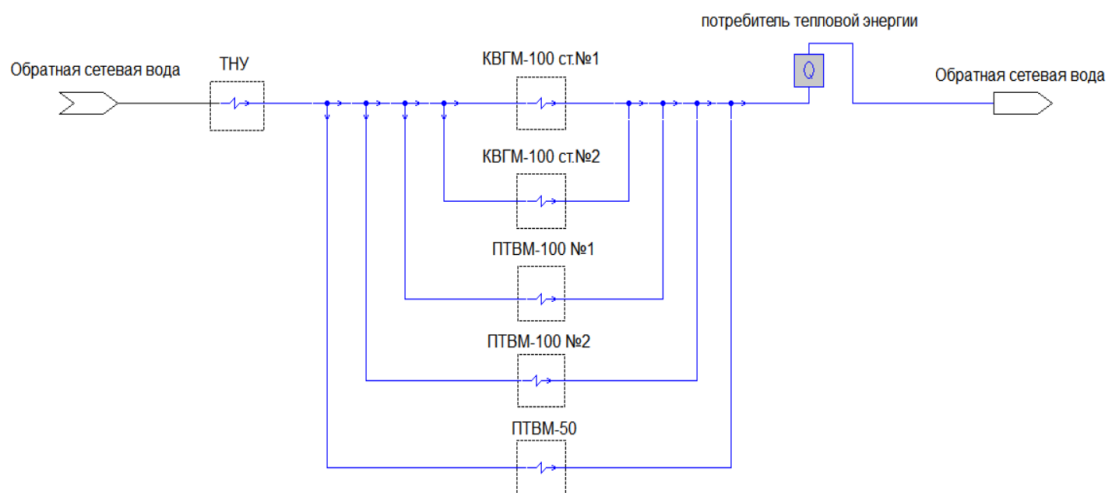 потребитель тепловой энергии
Обратная сетевая вода
ТНУ
КВГМ-100 ст.№1
Q
Обратная сетевая вода
КВГМ-100 ст.№2
ПТВМ-100 №1
ПТВМ-100 №2
ПТВМ-50